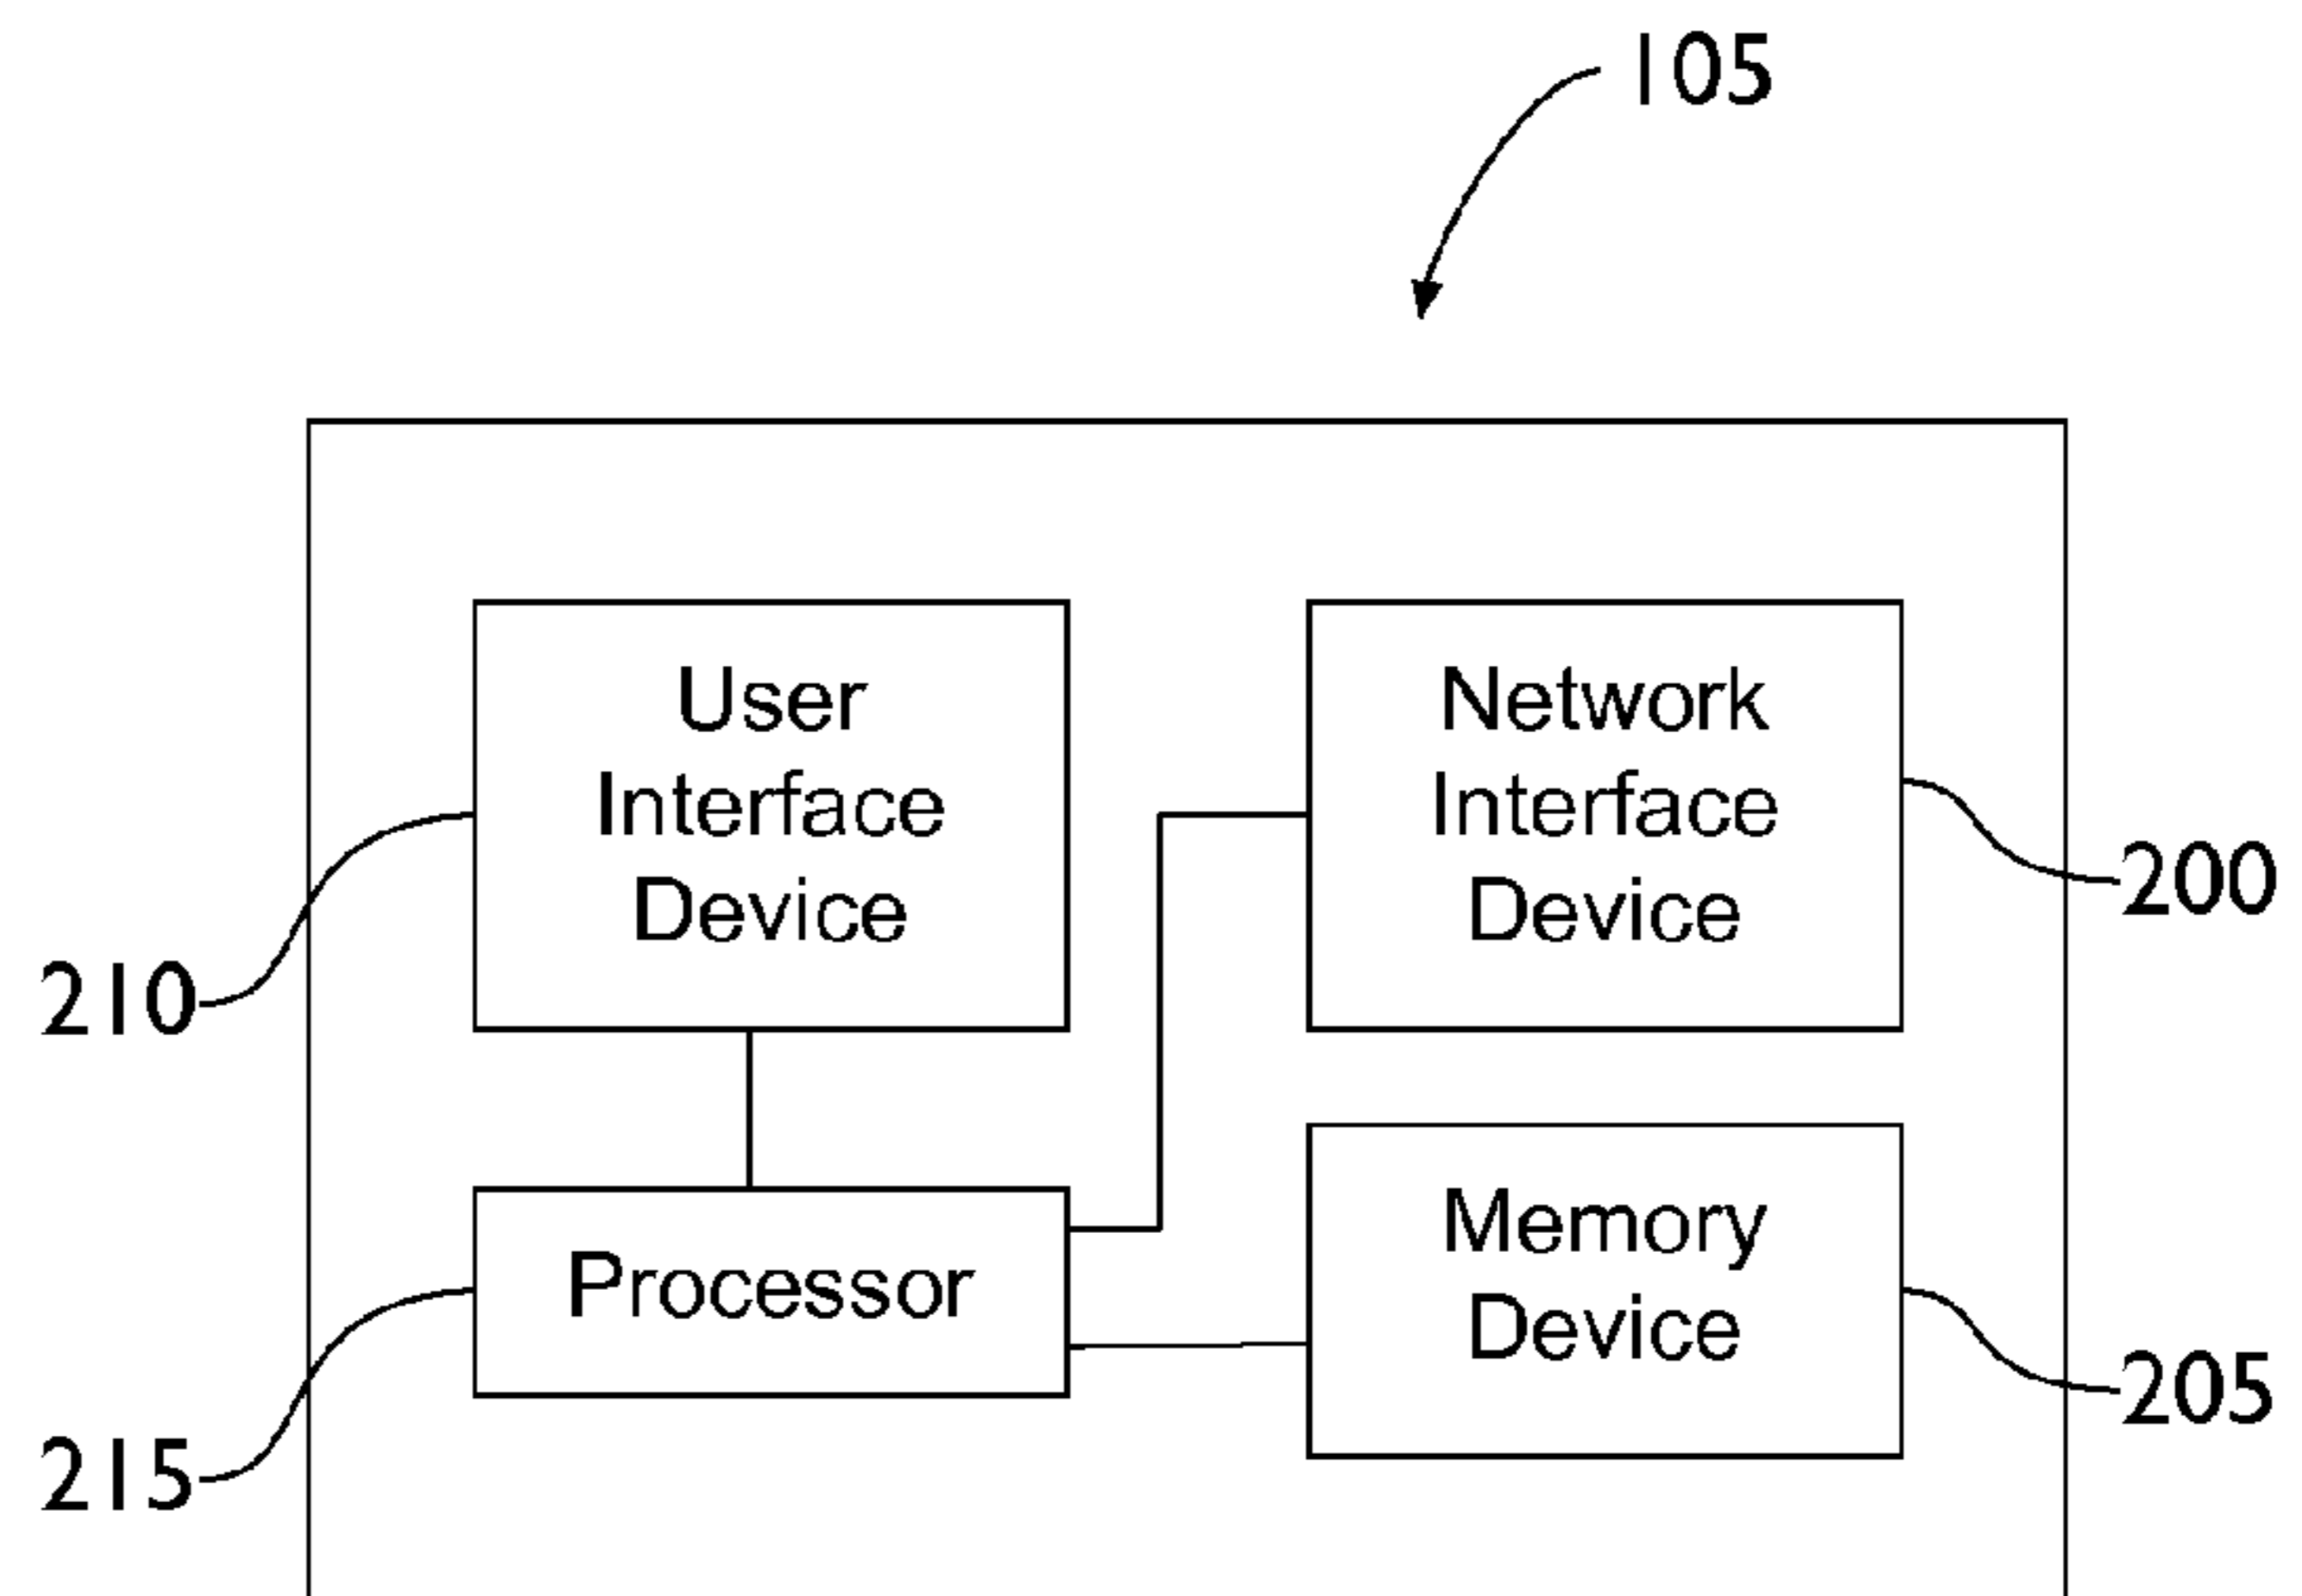 105
User
Interface
Device
Network
Interface
Device
200
210
Processor
Memory
Device
205
215